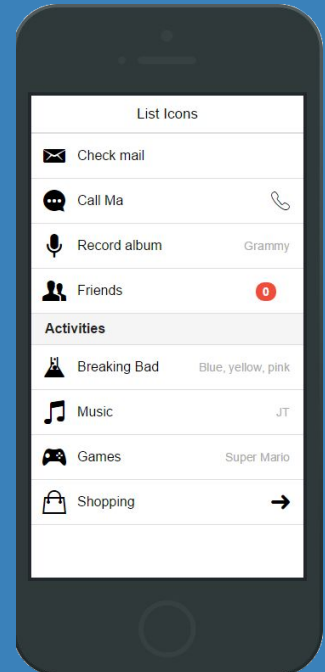 List Icons
Check mail
Call Ma
Record album Grammy
Friends 0
Activities
Breaking Bad Blue, yellow, pink
Music JT
Games Super Mario
Shopping